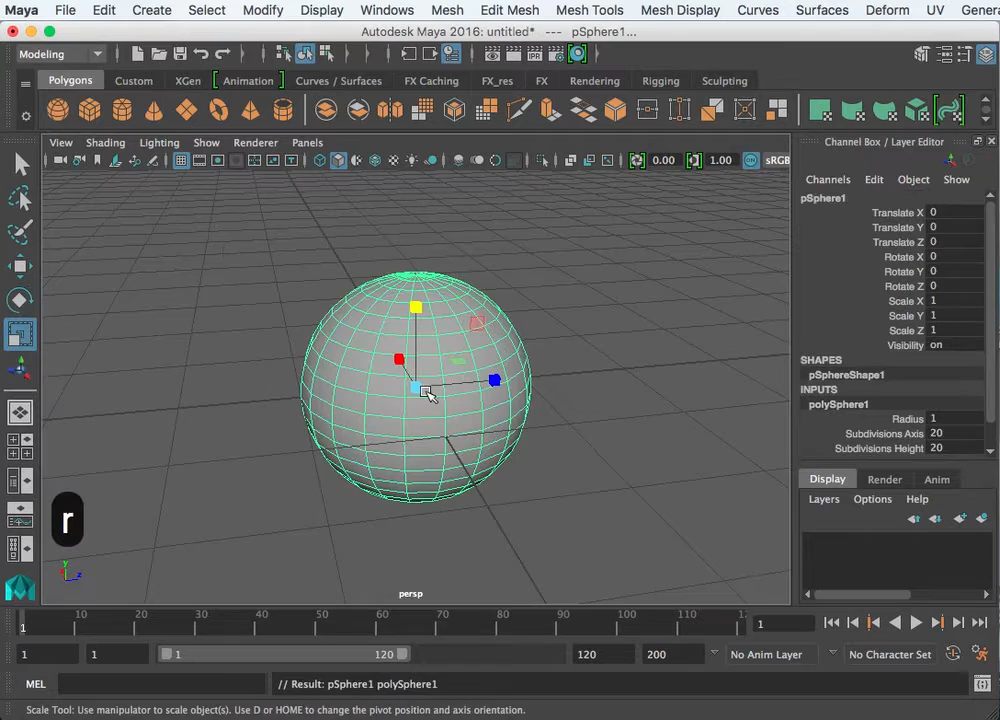 Maya File Edit Create Select Modify Display Windows Mesh Edit Mesh Mesh Tools Mesh Display Curves Surfaces Deform UV Gener
Autodesk Maya 2016: untitled* --- pSphere1...
Modeling
Polygons Custom XGen Animation Curves / Surfaces FX Caching FX_res FX Rendering Rigging Sculpting
View Shading Lighting Show Renderer Panels
0.00 1.00 ON sRGB
Channel Box / Layer Editor
Channels Edit Object Show
pSphere1
Translate X 0
Translate Y 0
Translate Z 0
Rotate X 0
Rotate Y 0
Rotate Z 0
Scale X 1
Scale Y 1
Scale Z 1
Visibility on
SHAPES
pSphereShape1
INPUTS
polySphere1
Radius 1
Subdivisions Axis 20
Subdivisions Height 20
Display Render Anim
Layers Options Help
r
y
z
persp
1 10 20 30 40 50 60 70 80 90 100 110 12
1
1 1 1 120 120 200 No Anim Layer No Character Set
MEL // Result: pSphere1 polySphere1
Scale Tool: Use manipulator to scale object(s). Use D or HOME to change the pivot position and axis orientation.